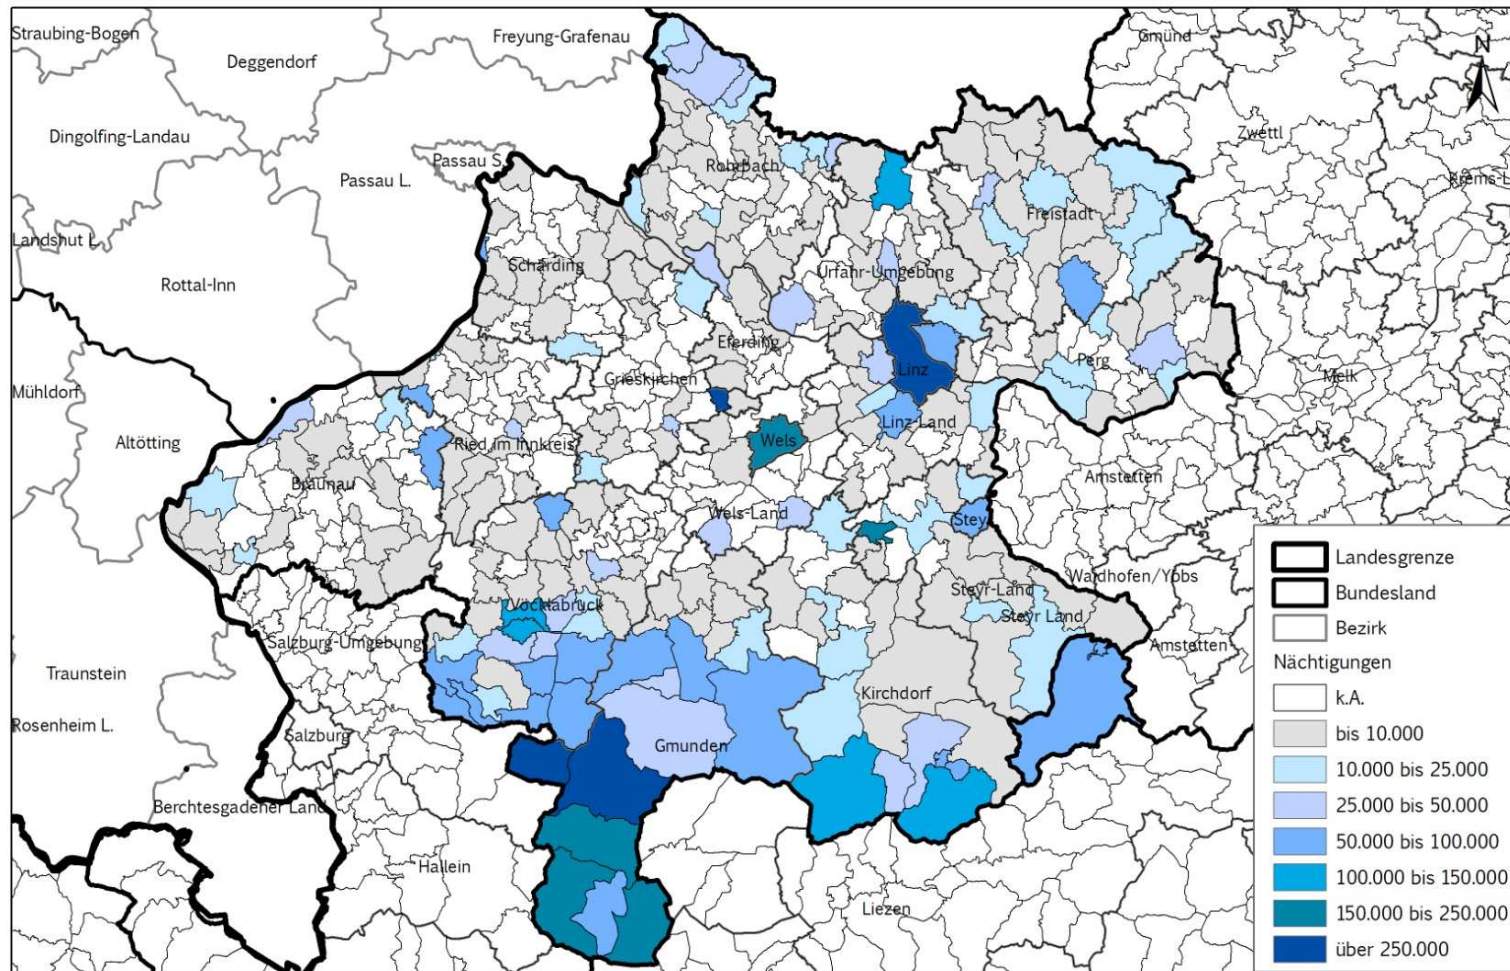 Straubing-Bogen
Deggendorf
Freyung-Grafenau
Gmünd
N
Dingolfing-Landau
Zwettl
Passau S.
Passau L.
Rohrbach
Krems-L
Freistadt
Landshut L.
Schärding
Urfahr-Umgebung
Rottal-Inn
Eferding
Perg
Linz
Grieskirchen
Melk
Mühldorf
Altötting
Linz-Land
Ried im Innkreis
Wels
Braunau
Amstetten
Wels-Land
Steyr
Waidhofen/Ybbs
Steyr-Land
Vöcklabruck
Steyr Land
Salzburg-Umgebung
Amstetten
Traunstein
Kirchdorf
Rosenheim L.
Salzburg
Gmunden
Berchtesgadener Land
Hallein
Liezen
Landesgrenze
Bundesland
Bezirk
Nächtigungen
k.A.
bis 10.000
10.000 bis 25.000
25.000 bis 50.000
50.000 bis 100.000
100.000 bis 150.000
150.000 bis 250.000
über 250.000